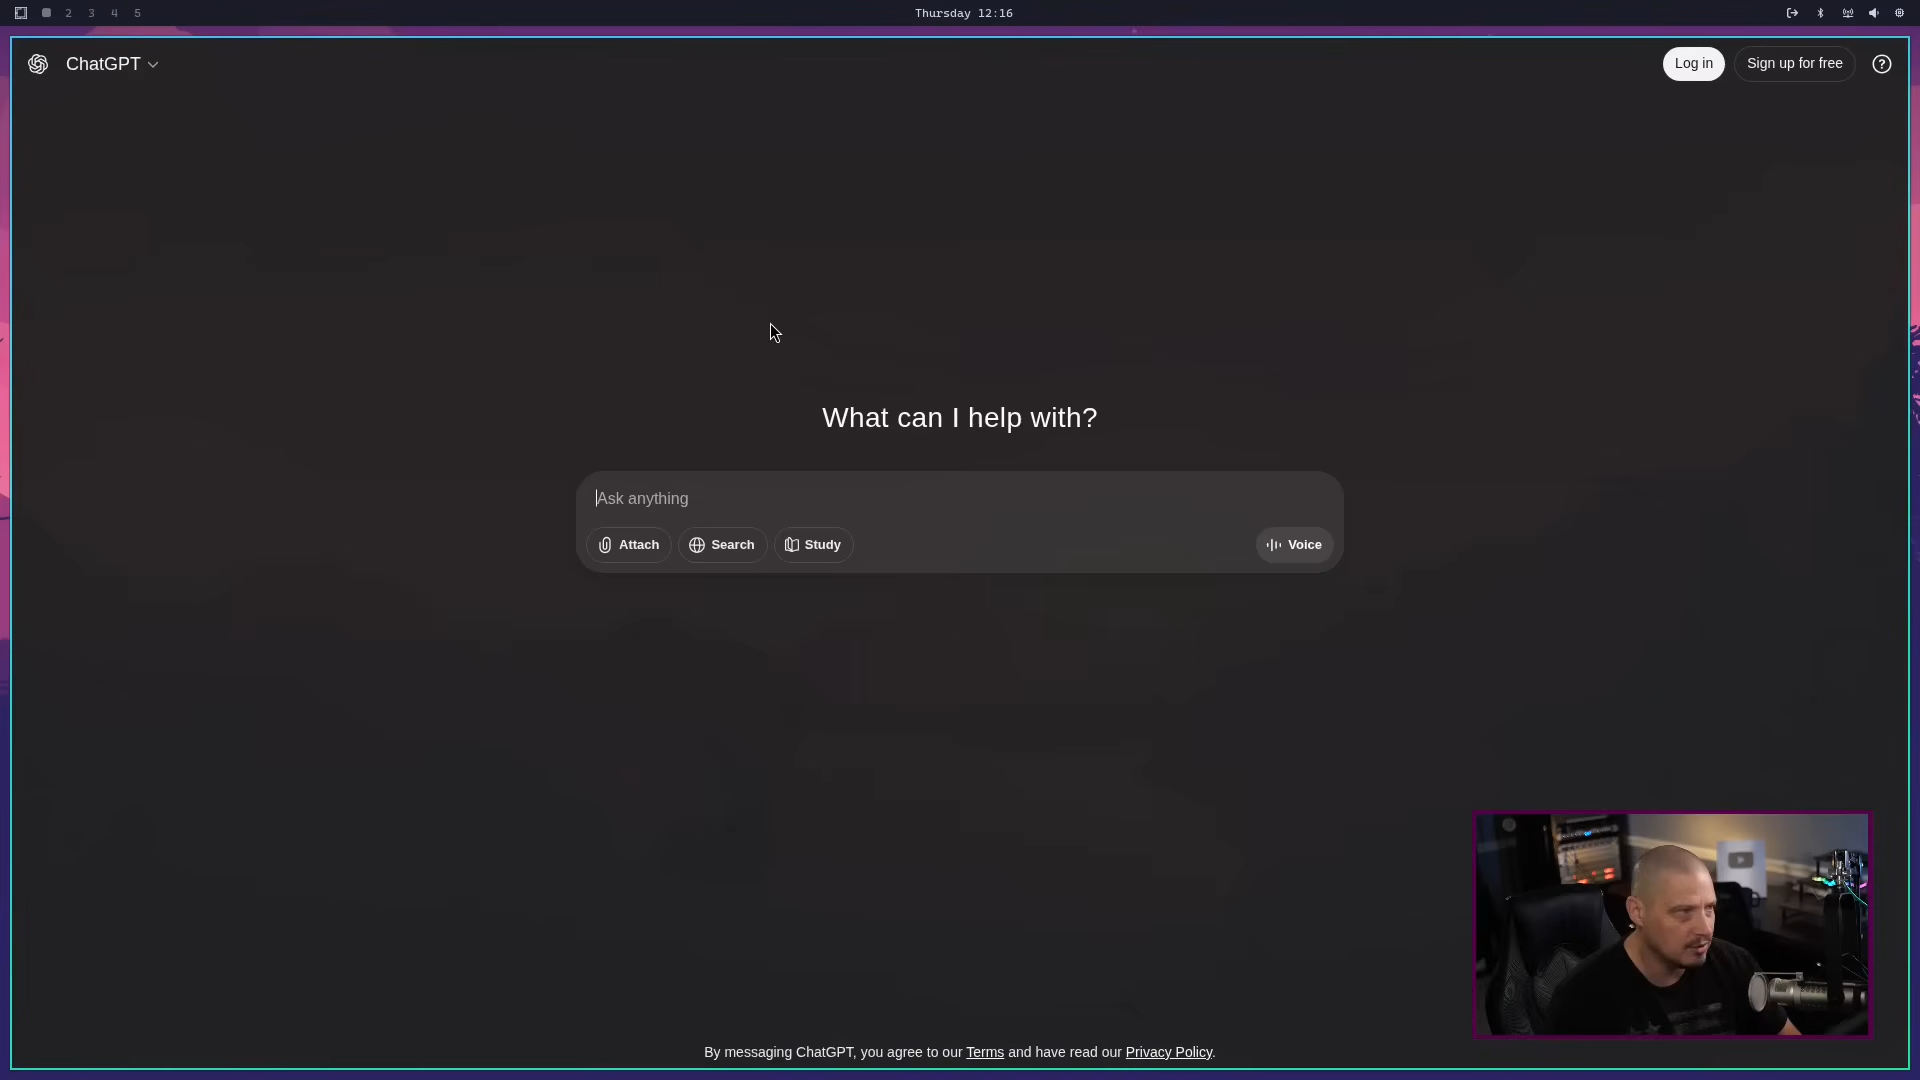 2 3 4 5
Thursday 12:16
ChatGPT
Log in
Sign up for free
What can I help with?
Ask anything
Attach
Search
Study
Voice
By messaging ChatGPT, you agree to our Terms and have read our Privacy Policy.